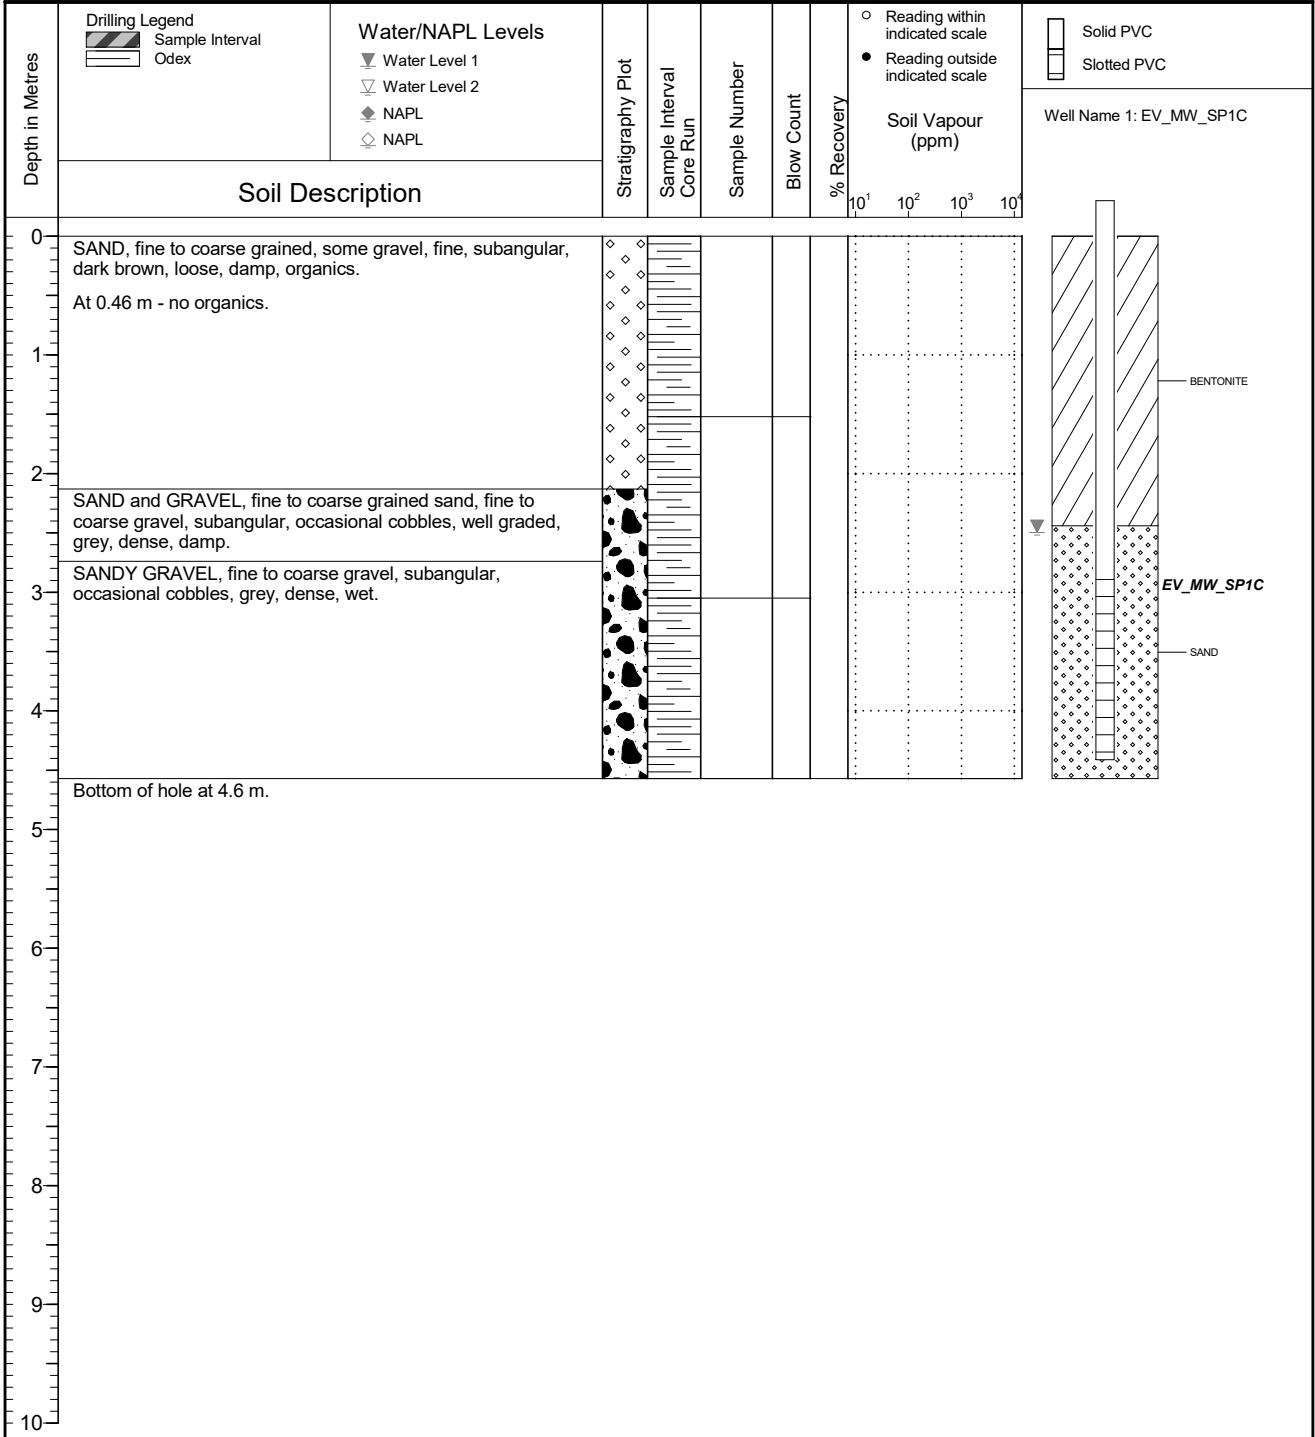 Depth in Metres
Drilling Legend
Sample Interval
Odex
Water/NAPL Levels
Water Level 1
Water Level 2
NAPL
NAPL
Soil Description
Stratigraphy Plot
Sample Interval
Core Run
Sample Number
Blow Count
% Recovery
Reading within
indicated scale
Reading outside
indicated scale
Soil Vapour
(ppm)
10¹ 10² 10³ 10⁴
Solid PVC
Slotted PVC
Well Name 1: EV_MW_SP1C
0
SAND, fine to coarse grained, some gravel, fine, subangular,
dark brown, loose, damp, organics.
At 0.46 m - no organics.
1
BENTONITE
2
SAND and GRAVEL, fine to coarse grained sand, fine to
coarse gravel, subangular, occasional cobbles, well graded,
grey, dense, damp.
SANDY GRAVEL, fine to coarse gravel, subangular,
occasional cobbles, grey, dense, wet.
3
EV_MW_SP1C
SAND
4
Bottom of hole at 4.6 m.
5
6
7
8
9
10